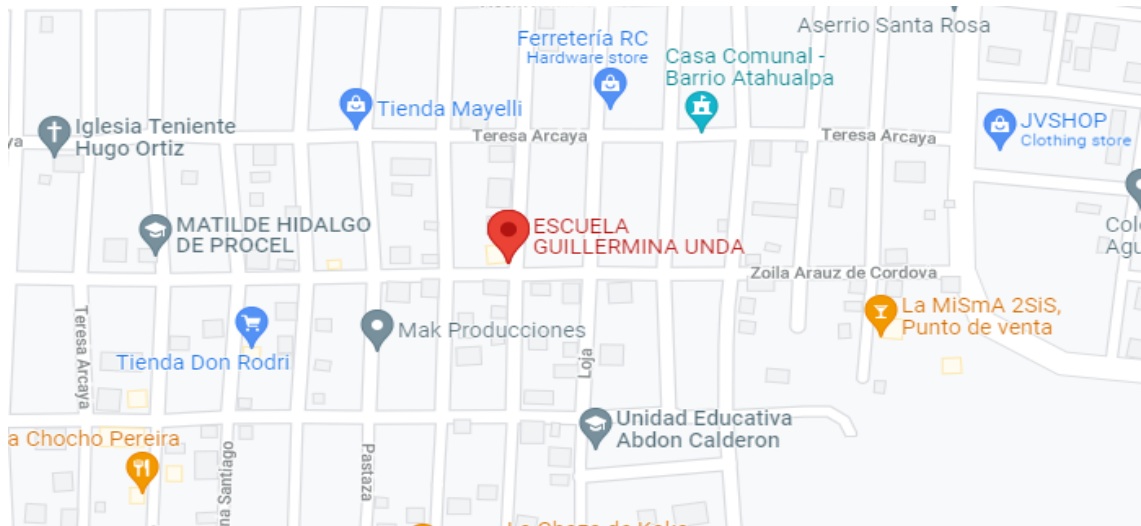 Aserrio Santa Rosa
Ferretería RC
Hardware store
Casa Comunal -
Barrio Atahualpa
Tienda Mayelli
Iglesia Teniente
Hugo Ortiz
Teresa Arcaya
Teresa Arcaya
JVSHOP
Clothing store
MATILDE HIDALGO
DE PROCEL
ESCUELA
GUILLERMINA UNDA
Zoila Arauz de Cordova
La MiSmA 2SiS,
Punto de venta
Teresa Arcaya
Tienda Don Rodri
Mak Producciones
Loja
Unidad Educativa
Abdon Calderon
a Chocho Pereira
na Santiago
Pastaza